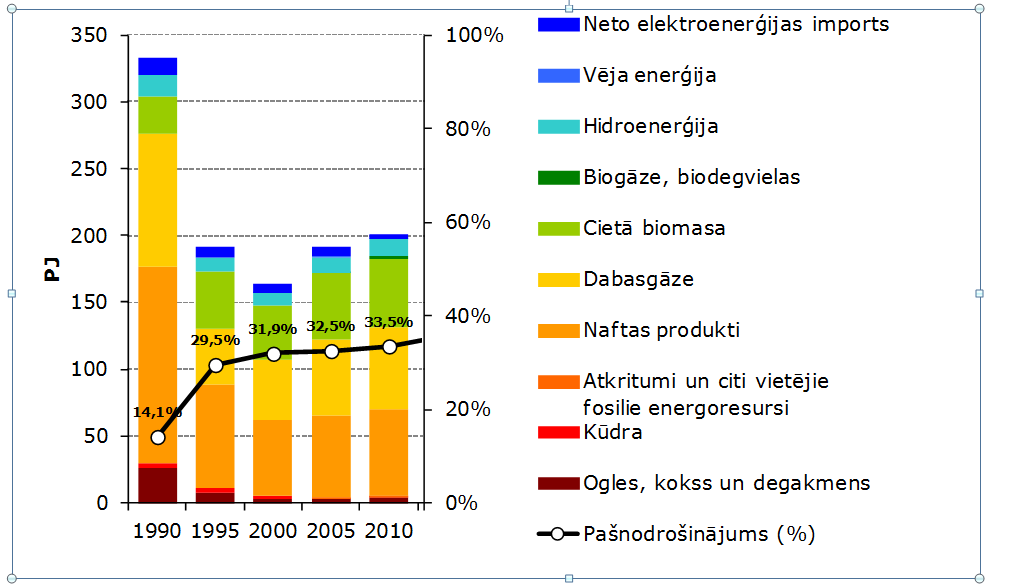 350
300
250
200
150
100
50
0
PJ
100%
80%
60%
40%
20%
0%
14,1%
29,5%
31,9%
32,5%
33,5%
1990
1995
2000
2005
2010
Neto elektroenerģijas imports
Vēja enerģija
Hidroenerģija
Biogāze, biodegvielas
Cietā biomasa
Dabasgāze
Naftas produkti
Atkritumi un citi vietējie
fosilie energoresursi
Kūdra
Ogles, kokss un degakmens
Pašnodrošinājums (%)